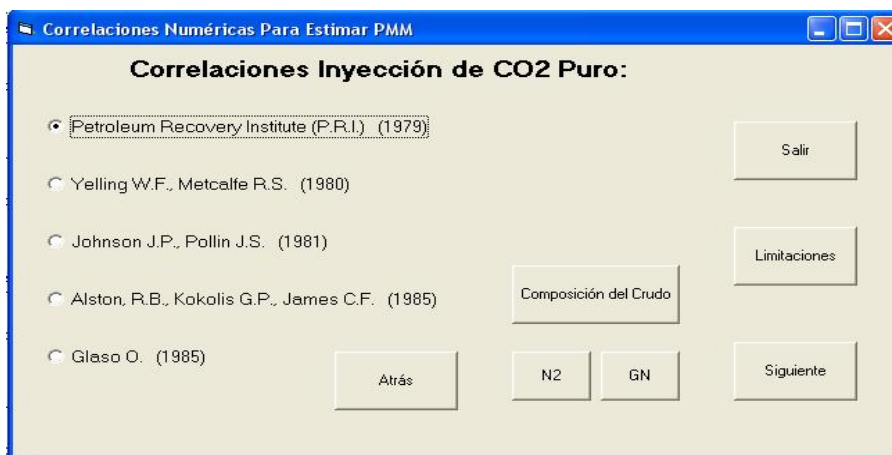 Correlaciones Numéricas Para Estimar PMM
Correlaciones Inyección de CO2 Puro:
Petroleum Recovery Institute (P.R.I.) (1979)
Salir
Yelling W.F., Metcalfe R.S. (1980)
Johnson J.P., Pollin J.S. (1981)
Limitaciones
Alston, R.B., Kokolis G.P., James C.F. (1985)
Composición del Crudo
Glaso O. (1985)
Atrás
N2
GN
Siguiente